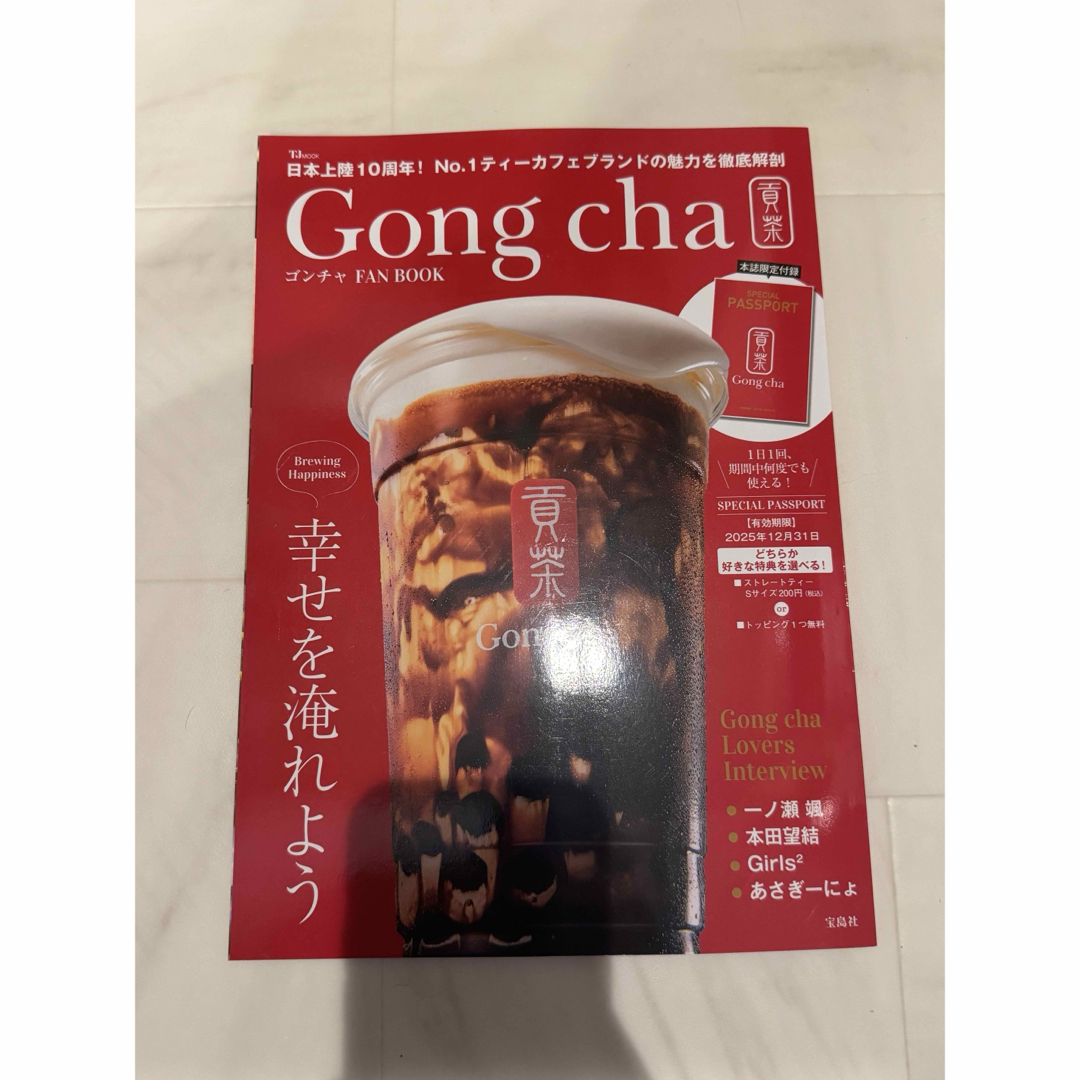 TJ MOOK
日本上陸10周年! No.1ティーカフェブランドの魅力を徹底解剖
Gong cha
貢茶
ゴンチャ FAN BOOK
本誌限定付録
SPECIAL
PASSPORT
貢茶
Gong cha
1日1回、
期間中何度でも
使える!
SPECIAL PASSPORT
【有効期限】
2025年12月31日
どちらか
好きな特典を選べる!
■ストレートティー
Sサイズ200円(税込)
or
■トッピング1つ無料
Brewing
Happiness
幸せを淹れよう
貢茶
Gon
Gong cha
Lovers
Interview
● 一ノ瀬 颯
● 本田望結
● Girls²
● あさぎーにょ
宝島社